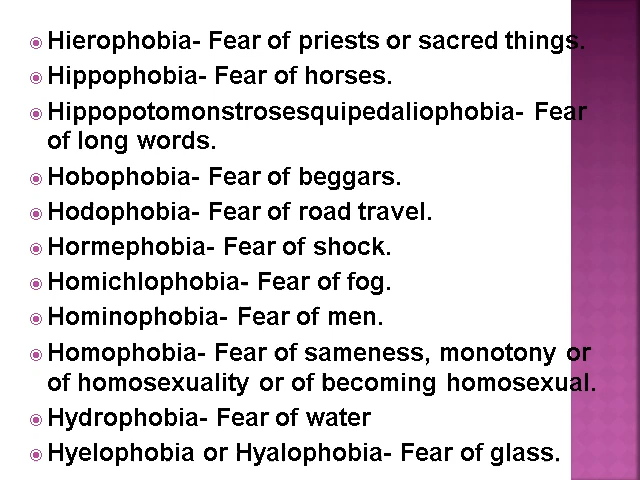 Hierophobia- Fear of priests or sacred things.
Hippophobia- Fear of horses.
Hippopotomonstrosesquipedaliophobia- Fear
of long words.
Hobophobia- Fear of beggars.
Hodophobia- Fear of road travel.
Hormephobia- Fear of shock.
Homichlophobia- Fear of fog.
Hominophobia- Fear of men.
Homophobia- Fear of sameness, monotony or
of homosexuality or of becoming homosexual.
Hydrophobia- Fear of water
Hyelophobia or Hyalophobia- Fear of glass.